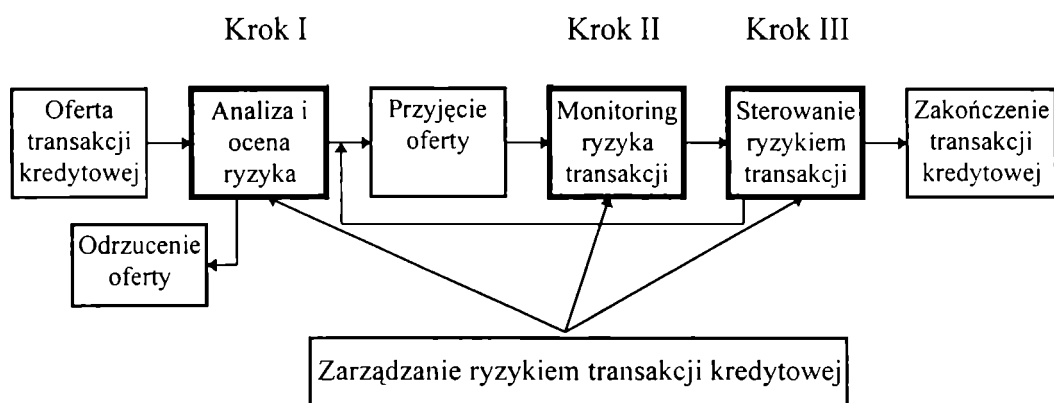 Krok I
Krok II
Krok III
Oferta
transakcji
kredytowej
Analiza i
ocena
ryzyka
Przyjęcie
oferty
Monitoring
ryzyka
transakcji
Sterowanie
ryzykiem
transakcji
Zakończenie
transakcji
kredytowej
Odrzucenie
oferty
Zarządzanie ryzykiem transakcji kredytowej